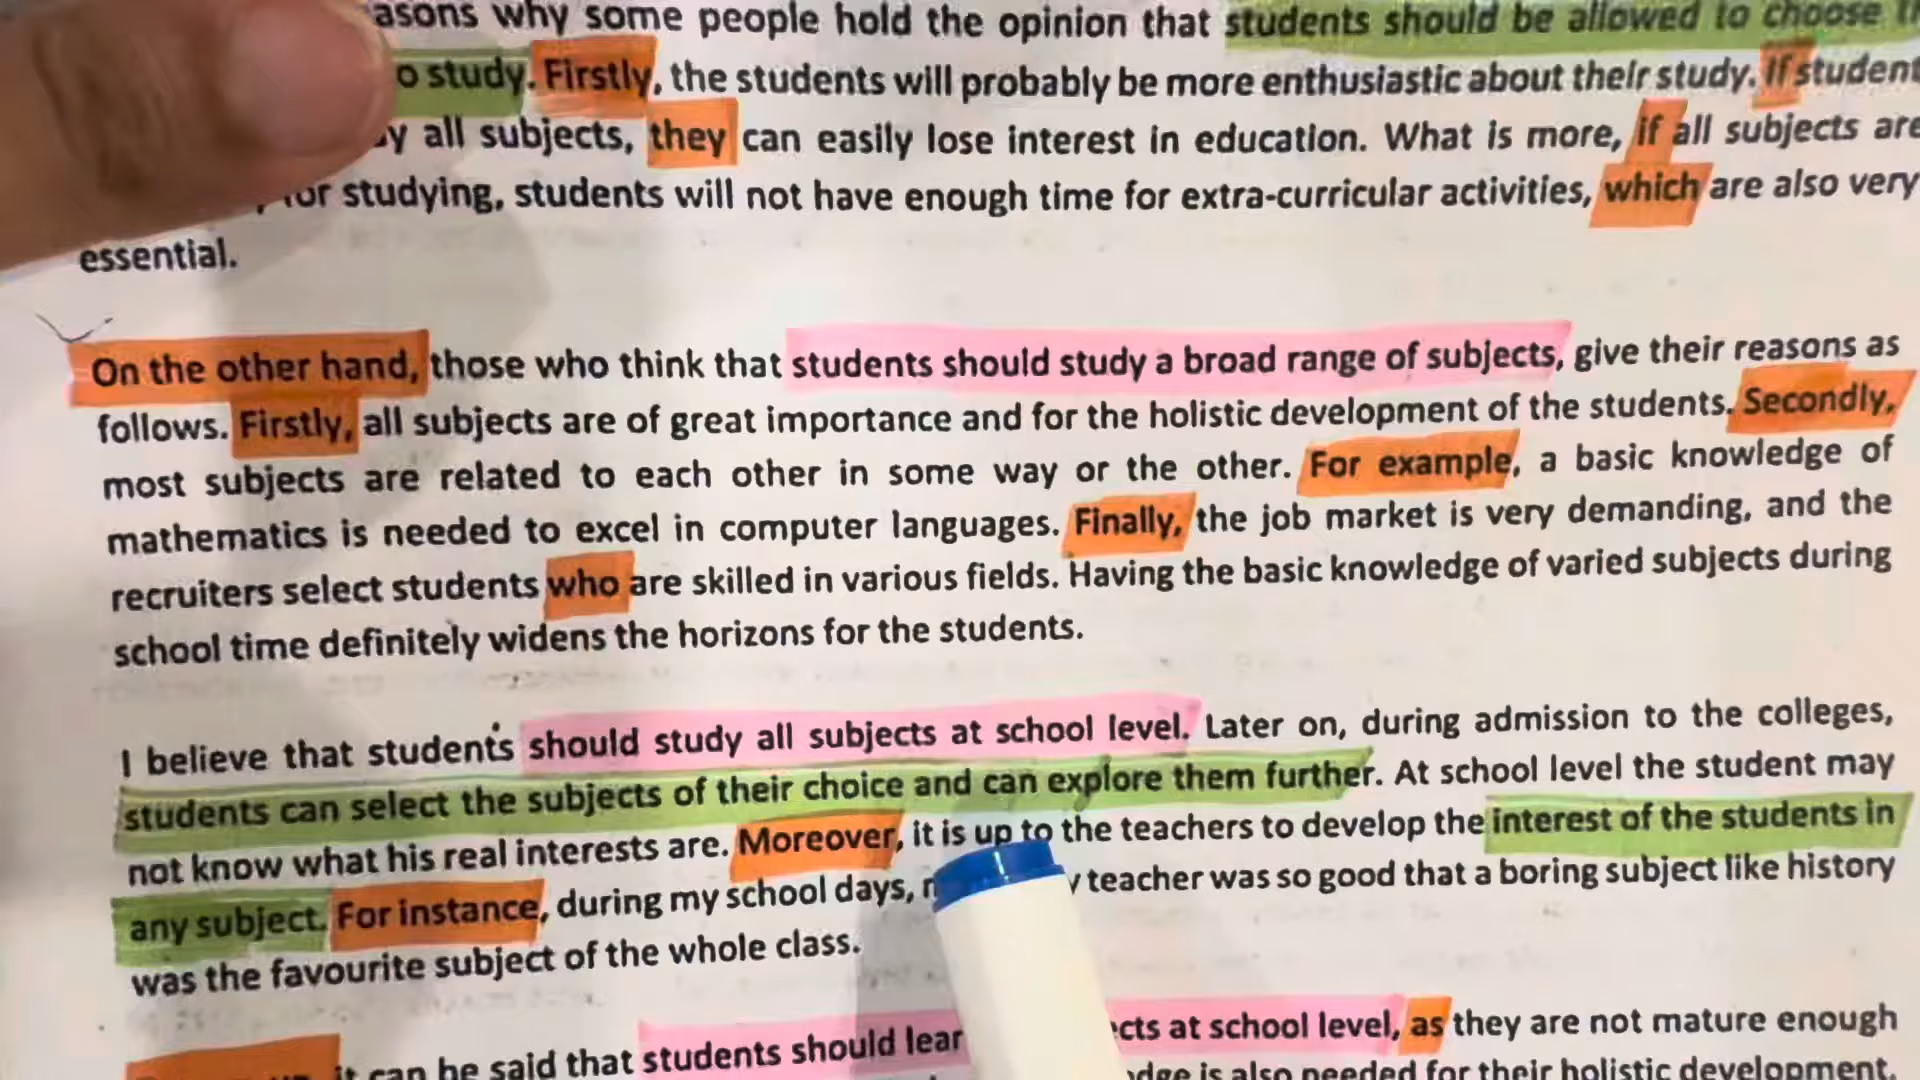 why some people hold the opinion that students should be allowed to choose
o study. Firstly, the students will probably be more enthusiastic about their study. If student
all subjects, they can easily lose interest in education. What is more, if all subjects are
for studying, students will not have enough time for extra-curricular activities, which are also very
essential.
On the other hand, those who think that students should study a broad range of subjects, give their reasons as
follows. Firstly, all subjects are of great importance and for the holistic development of the students. Secondly,
most subjects are related to each other in some way or the other. For example, a basic knowledge of
mathematics is needed to excel in computer languages. Finally, the job market is very demanding, and the
recruiters select students who are skilled in various fields. Having the basic knowledge of varied subjects during
school time definitely widens the horizons for the students.
I believe that students should study all subjects at school level. Later on, during admission to the colleges,
students can select the subjects of their choice and can explore them further. At school level the student may
not know what his real interests are. Moreover, it is up to the teachers to develop the interest of the students in
any subject. For instance, during my school days, teacher was so good that a boring subject like history
was the favourite subject of the whole class.
it can be said that students should lear cts at school level, as they are not mature enough
is also needed for their holistic development.